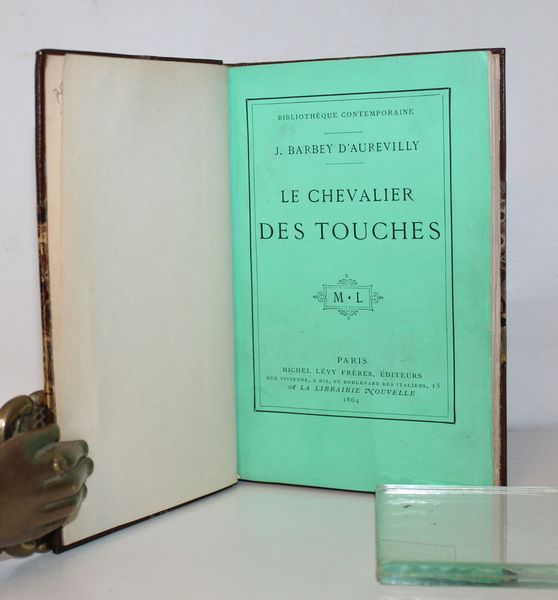 BIBLIOTHÈQUE CONTEMPORAINE
J. BARBEY D'AUREVILLY
LE CHEVALIER
DES TOUCHES
M • L
PARIS
MICHEL LÉVY FRÈRES, ÉDITEURS
RUE VIVIENNE, 2 BIS, ET BOULEVARD DES ITALIENS, 15
A LA LIBRAIRIE NOUVELLE
1864